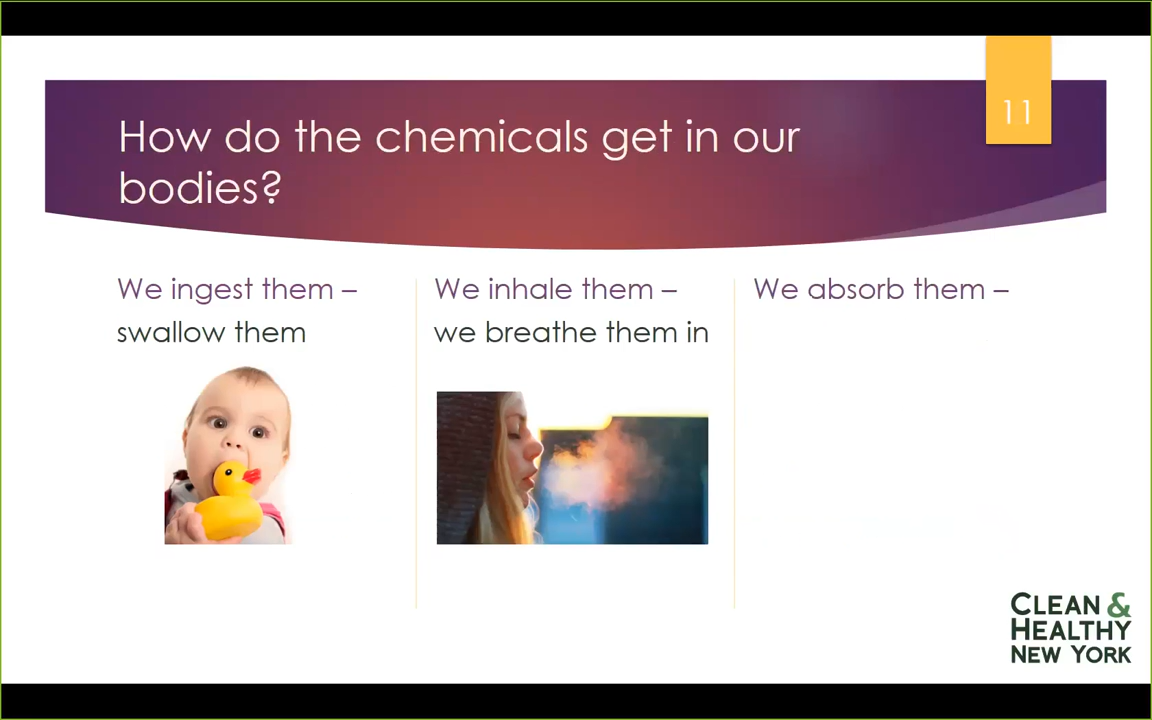 11
How do the chemicals get in our
bodies?
We ingest them –
swallow them
We inhale them –
we breathe them in
We absorb them –
CLEAN &
HEALTHY
NEW YORK